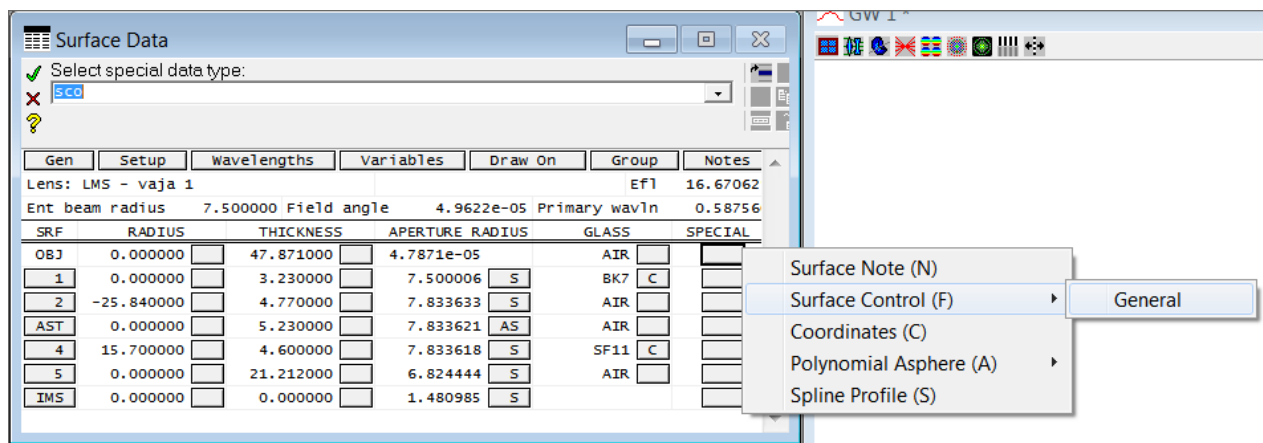 GW 1 *
Surface Data
Select special data type:
sco
Gen Setup Wavelengths Variables Draw On Group Notes
Lens: LMS - vaja 1 Efl 16.67062
Ent beam radius 7.500000 Field angle 4.9622e-05 Primary wavln 0.58756
SRF RADIUS THICKNESS APERTURE RADIUS GLASS SPECIAL
OBJ 0.000000 47.871000 4.7871e-05 AIR
1 0.000000 3.230000 7.500006 S BK7 C
2 -25.840000 4.770000 7.833633 S AIR
AST 0.000000 5.230000 7.833621 AS AIR
4 15.700000 4.600000 7.833618 S SF11 C
5 0.000000 21.212000 6.824444 S AIR
IMS 0.000000 0.000000 1.480985 S
Surface Note (N)
Surface Control (F)
General
Coordinates (C)
Polynomial Asphere (A)
Spline Profile (S)